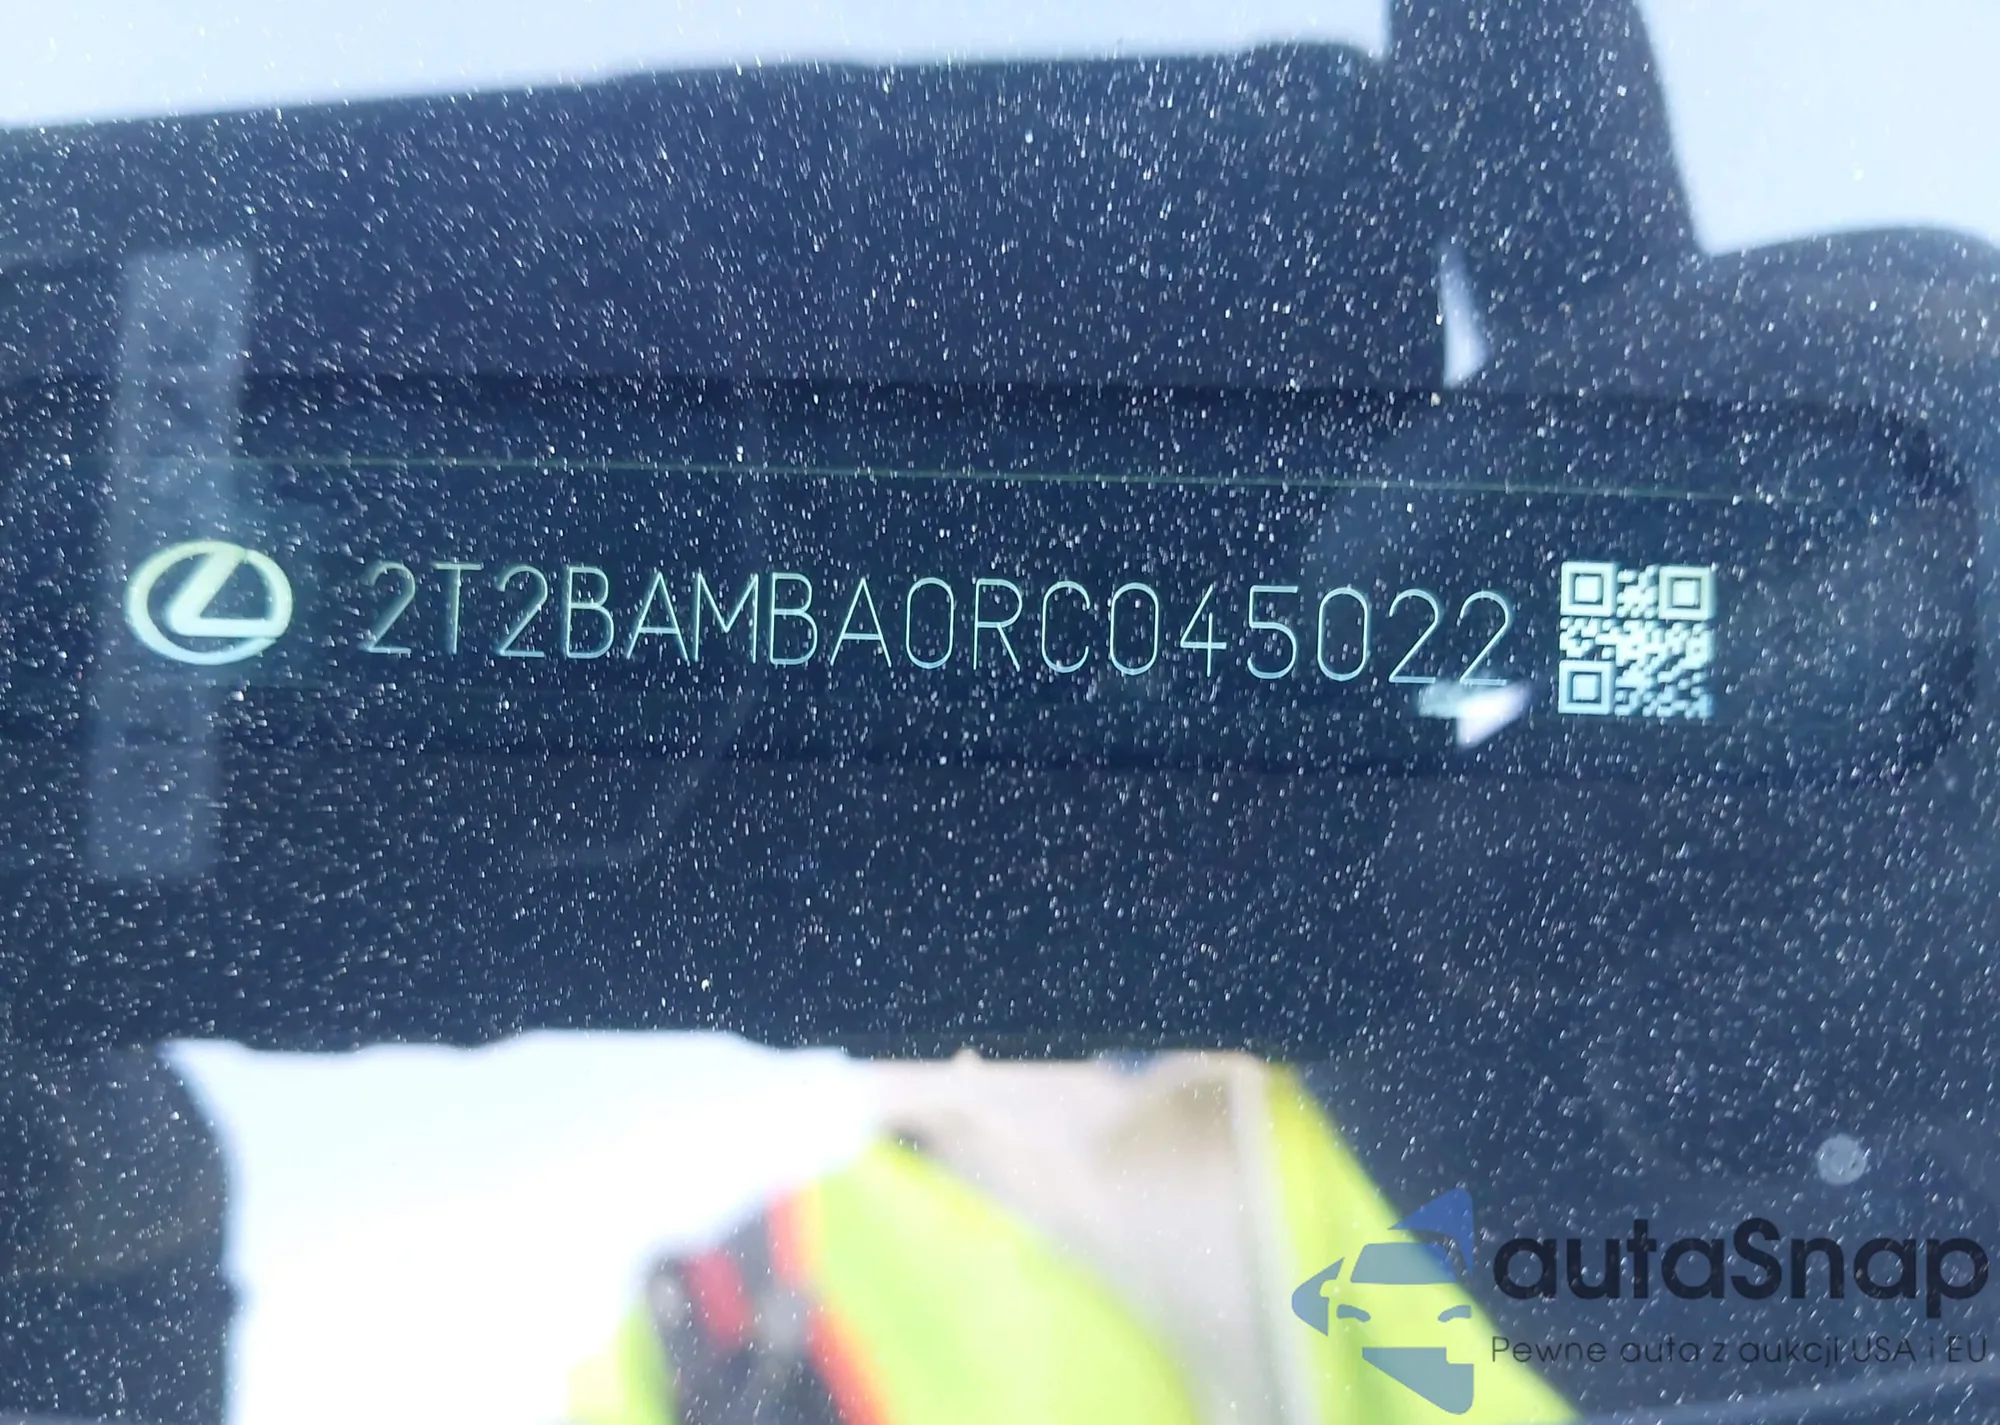 2T2BAMBA0RC045022
autaSnap
Pewne auta z aukcji USA i EU